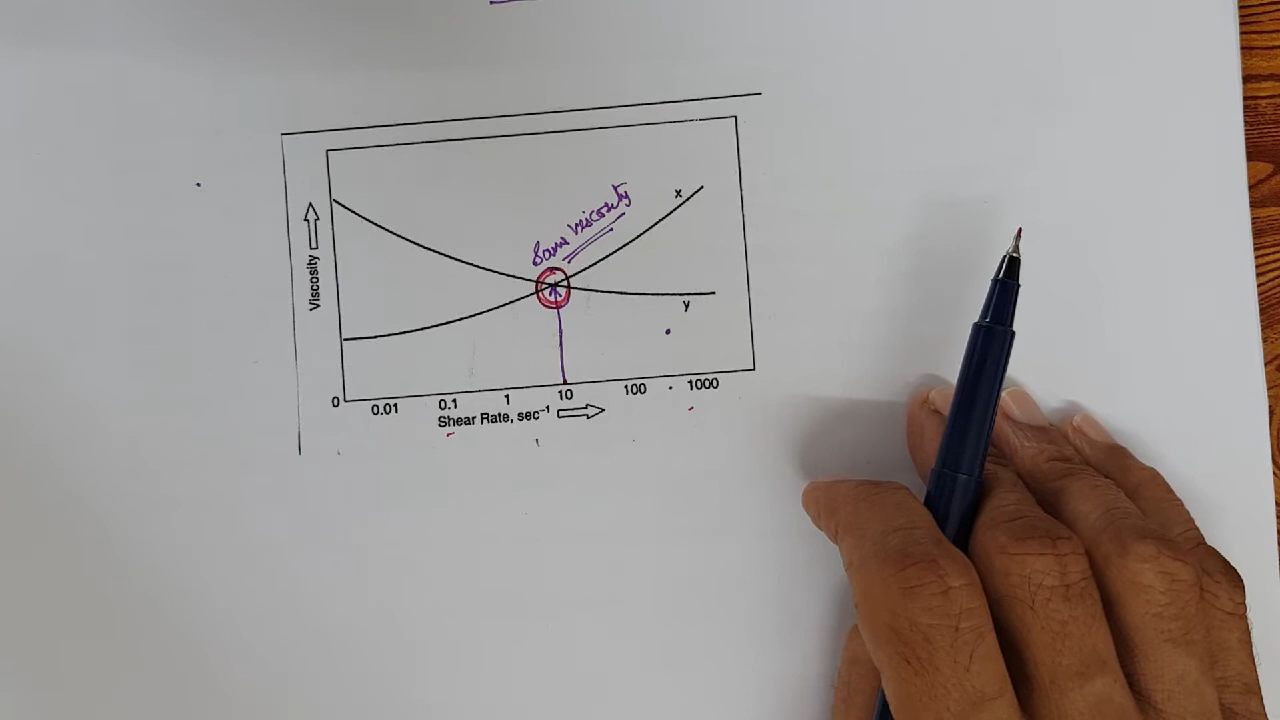 Same viscosity
x
Viscosity
y
0 0.01 0.1 1 10 100 1000
Shear Rate, sec⁻¹